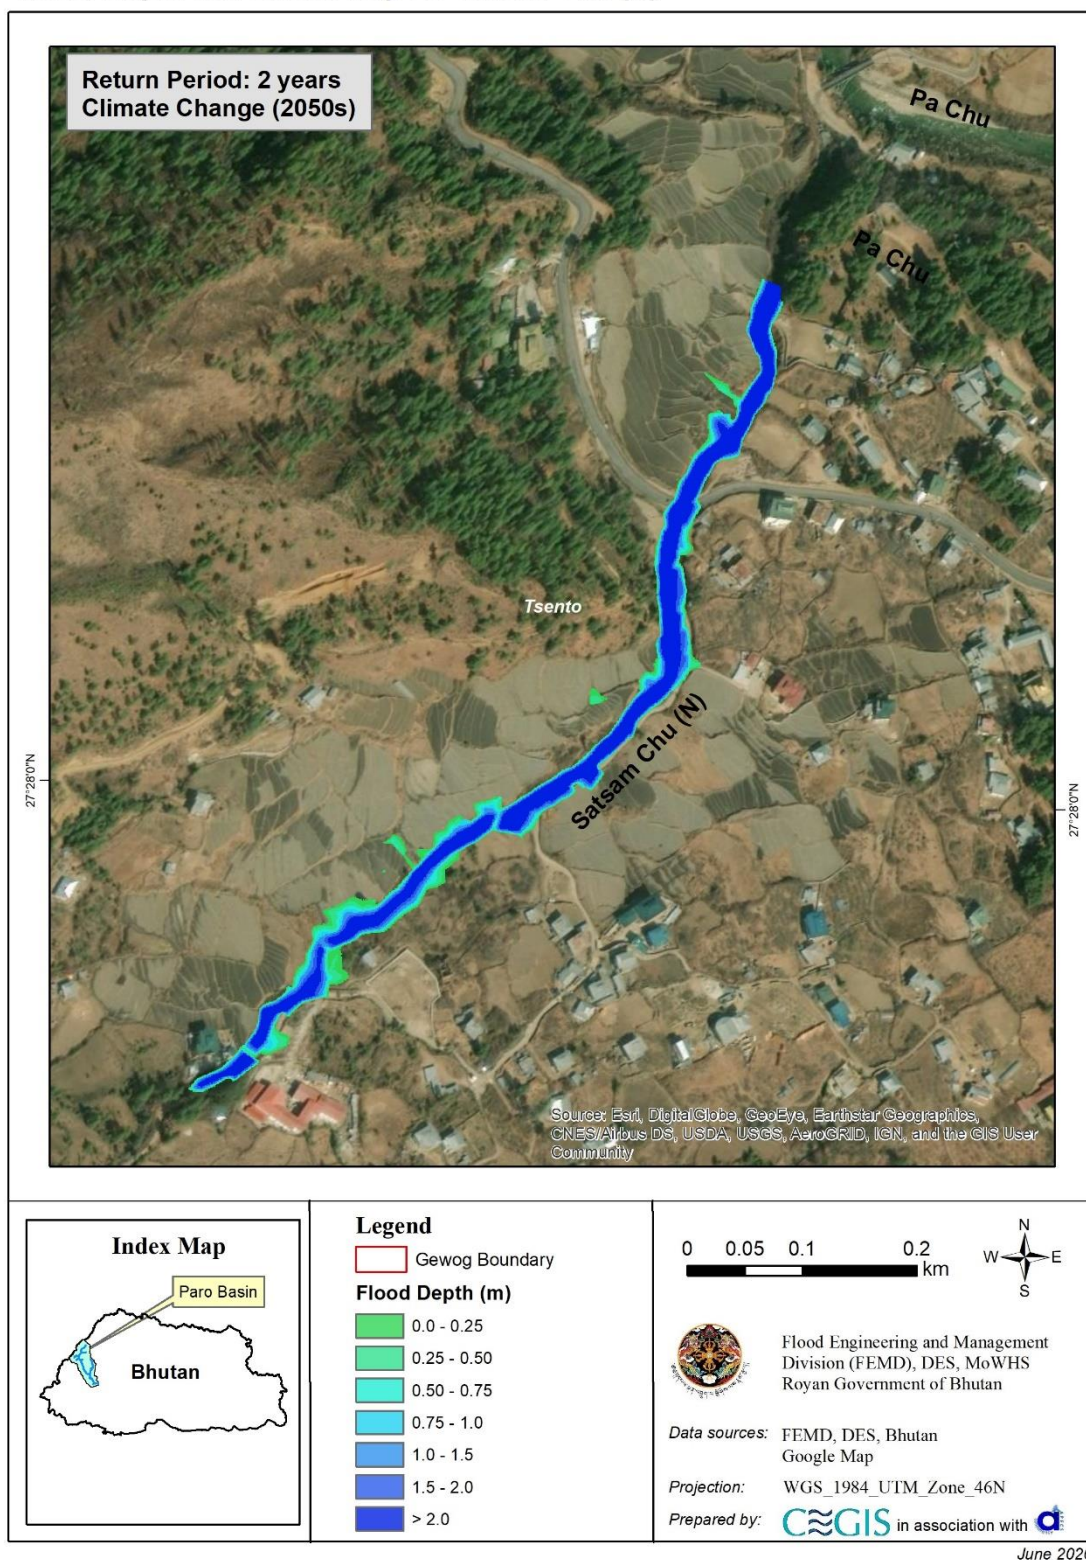 Return Period: 2 years
Climate Change (2050s)
Pa Chu
Pa Chu
Tsento
Satsam Chu (N)
27°28'0"N
27°28'0"N
Source: Esri, DigitalGlobe, GeoEye, Earthstar Geographics,
CNES/Airbus DS, USDA, USGS, AeroGRID, IGN, and the GIS User
Community
Index Map
Paro Basin
Bhutan
Legend
Gewog Boundary
Flood Depth (m)
0.0 - 0.25
0.25 - 0.50
0.50 - 0.75
0.75 - 1.0
1.0 - 1.5
1.5 - 2.0
> 2.0
0 0.05 0.1 0.2
km
N
W E
S
Flood Engineering and Management
Division (FEMD), DES, MoWHS
Royan Government of Bhutan
Data sources: FEMD, DES, Bhutan
Google Map
Projection: WGS_1984_UTM_Zone_46N
Prepared by: CEGIS in association with
June 2020